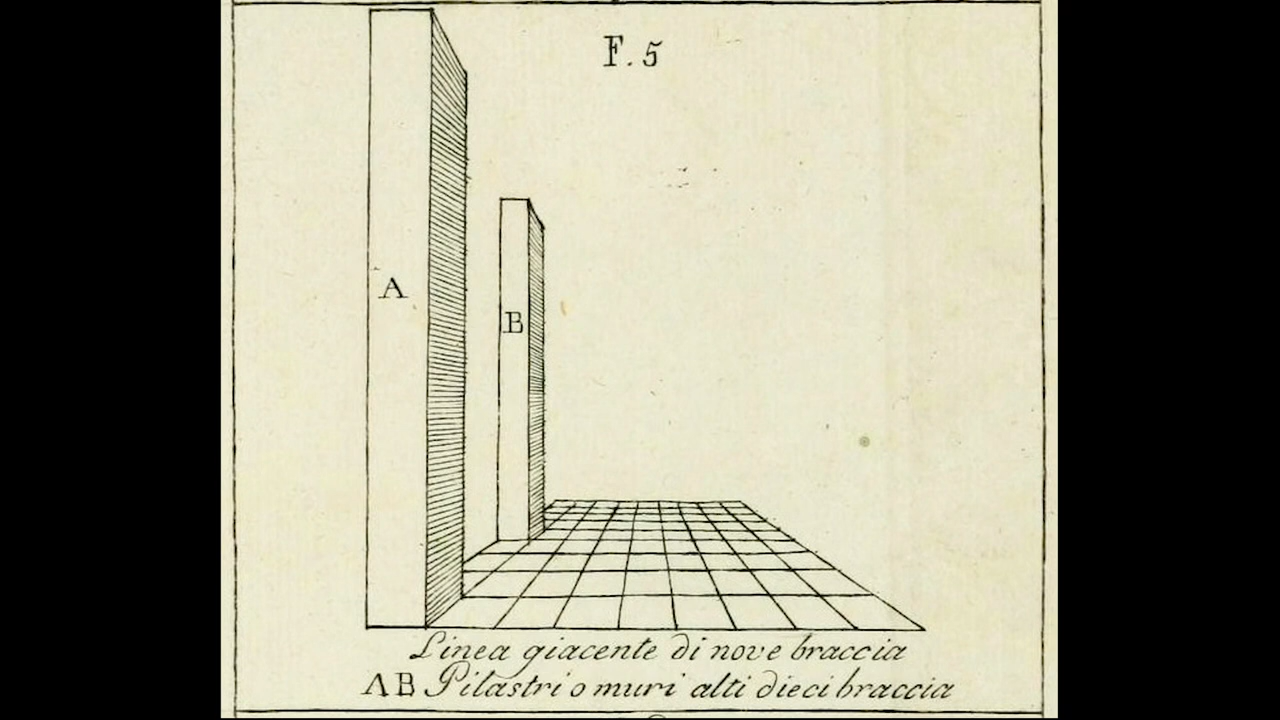 F. 5
A
B
Linea giacente di nove braccia
AB Pilastri o muri alti dieci braccia